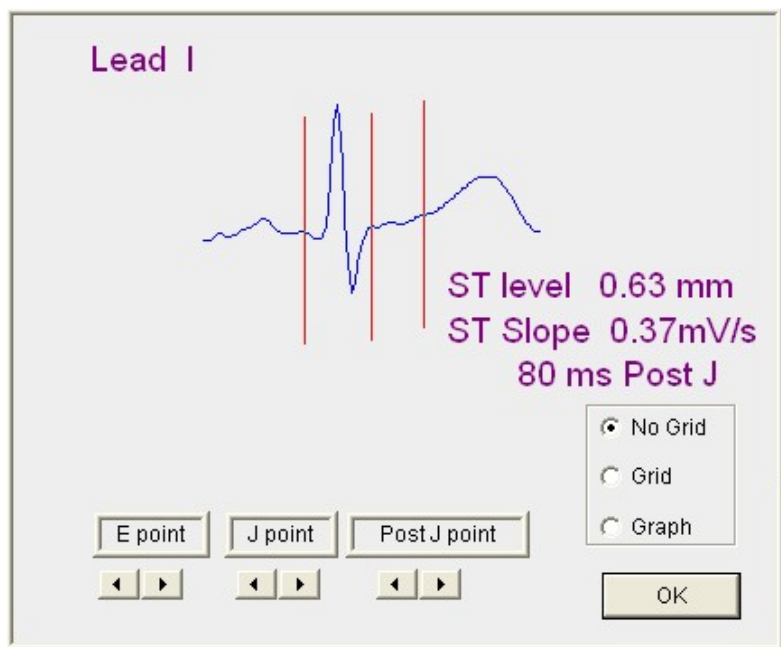 Lead I
ST level 0.63 mm
ST Slope 0.37mV/s
80 ms Post J
No Grid
Grid
Graph
E point J point Post J point
OK